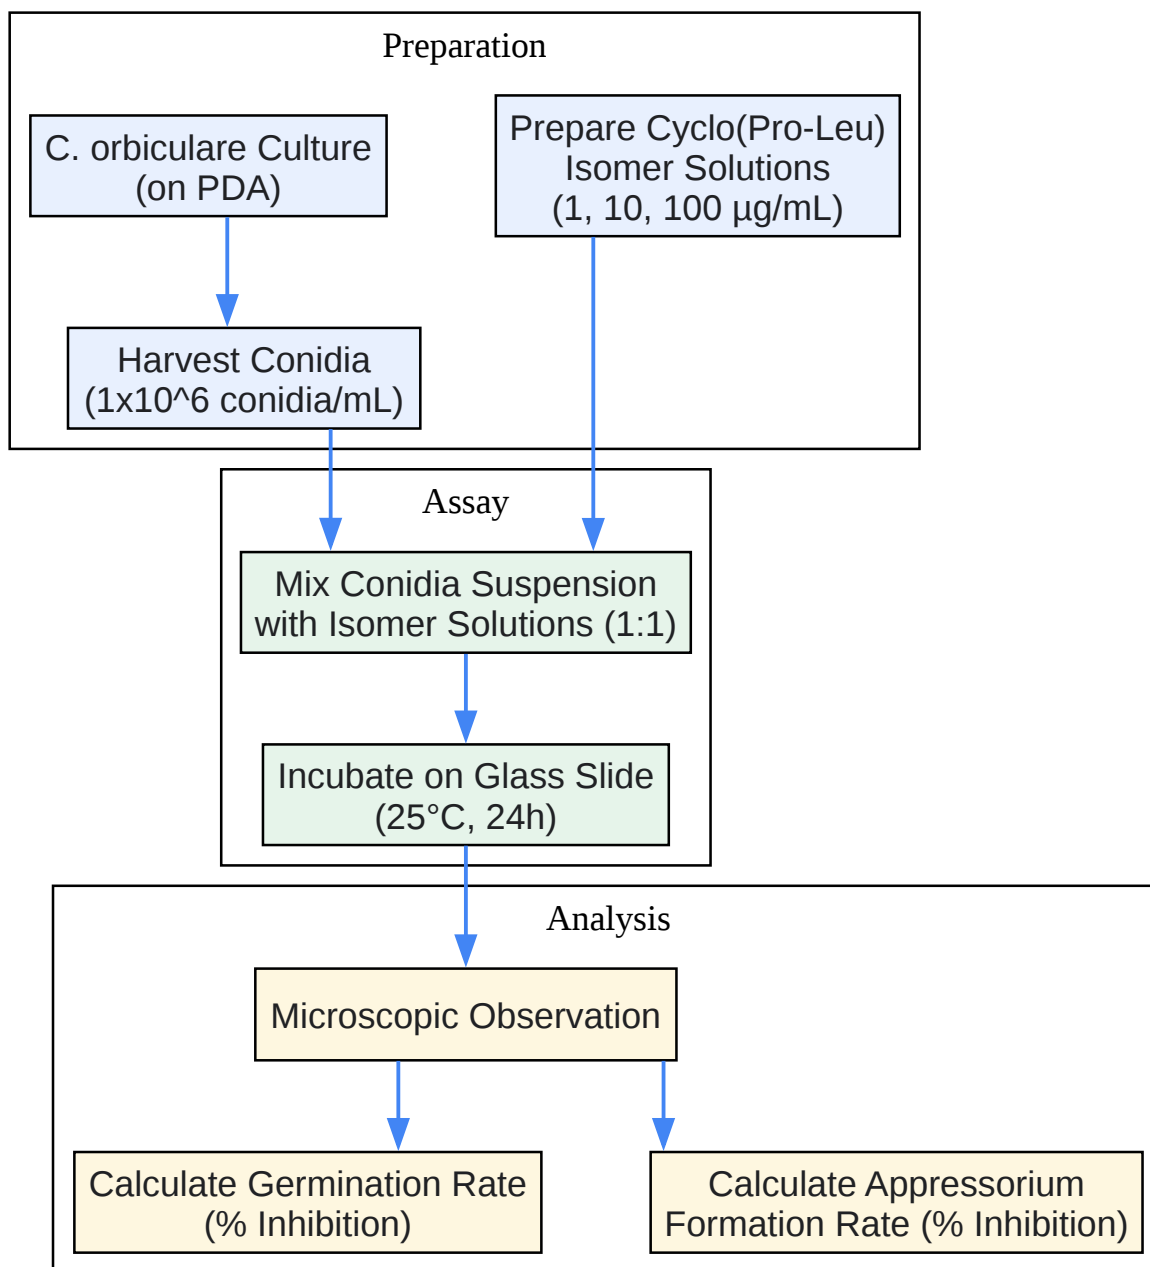 Preparation
C. orbiculare Culture
(on PDA)
Prepare Cyclo(Pro-Leu)
Isomer Solutions
(1, 10, 100 µg/mL)
Harvest Conidia
(1x10^6 conidia/mL)
Assay
Mix Conidia Suspension
with Isomer Solutions (1:1)
Incubate on Glass Slide
(25°C, 24h)
Analysis
Microscopic Observation
Calculate Germination Rate
(% Inhibition)
Calculate Appressorium
Formation Rate (% Inhibition)